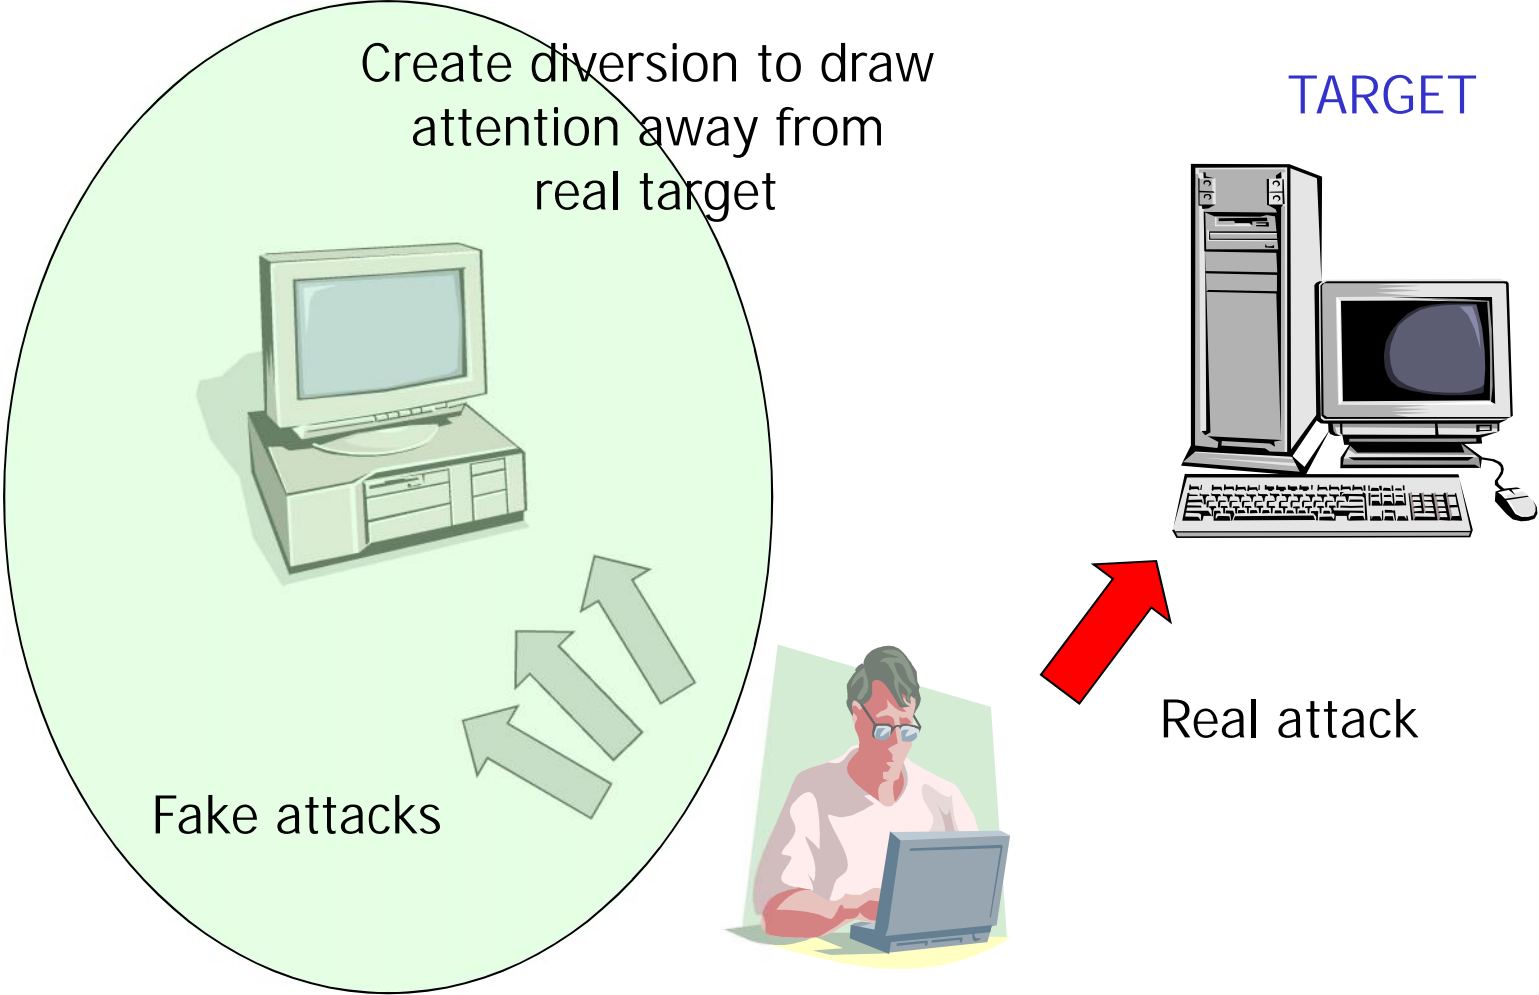 Create diversion to draw
attention away from
real target
TARGET
Real attack
Fake attacks